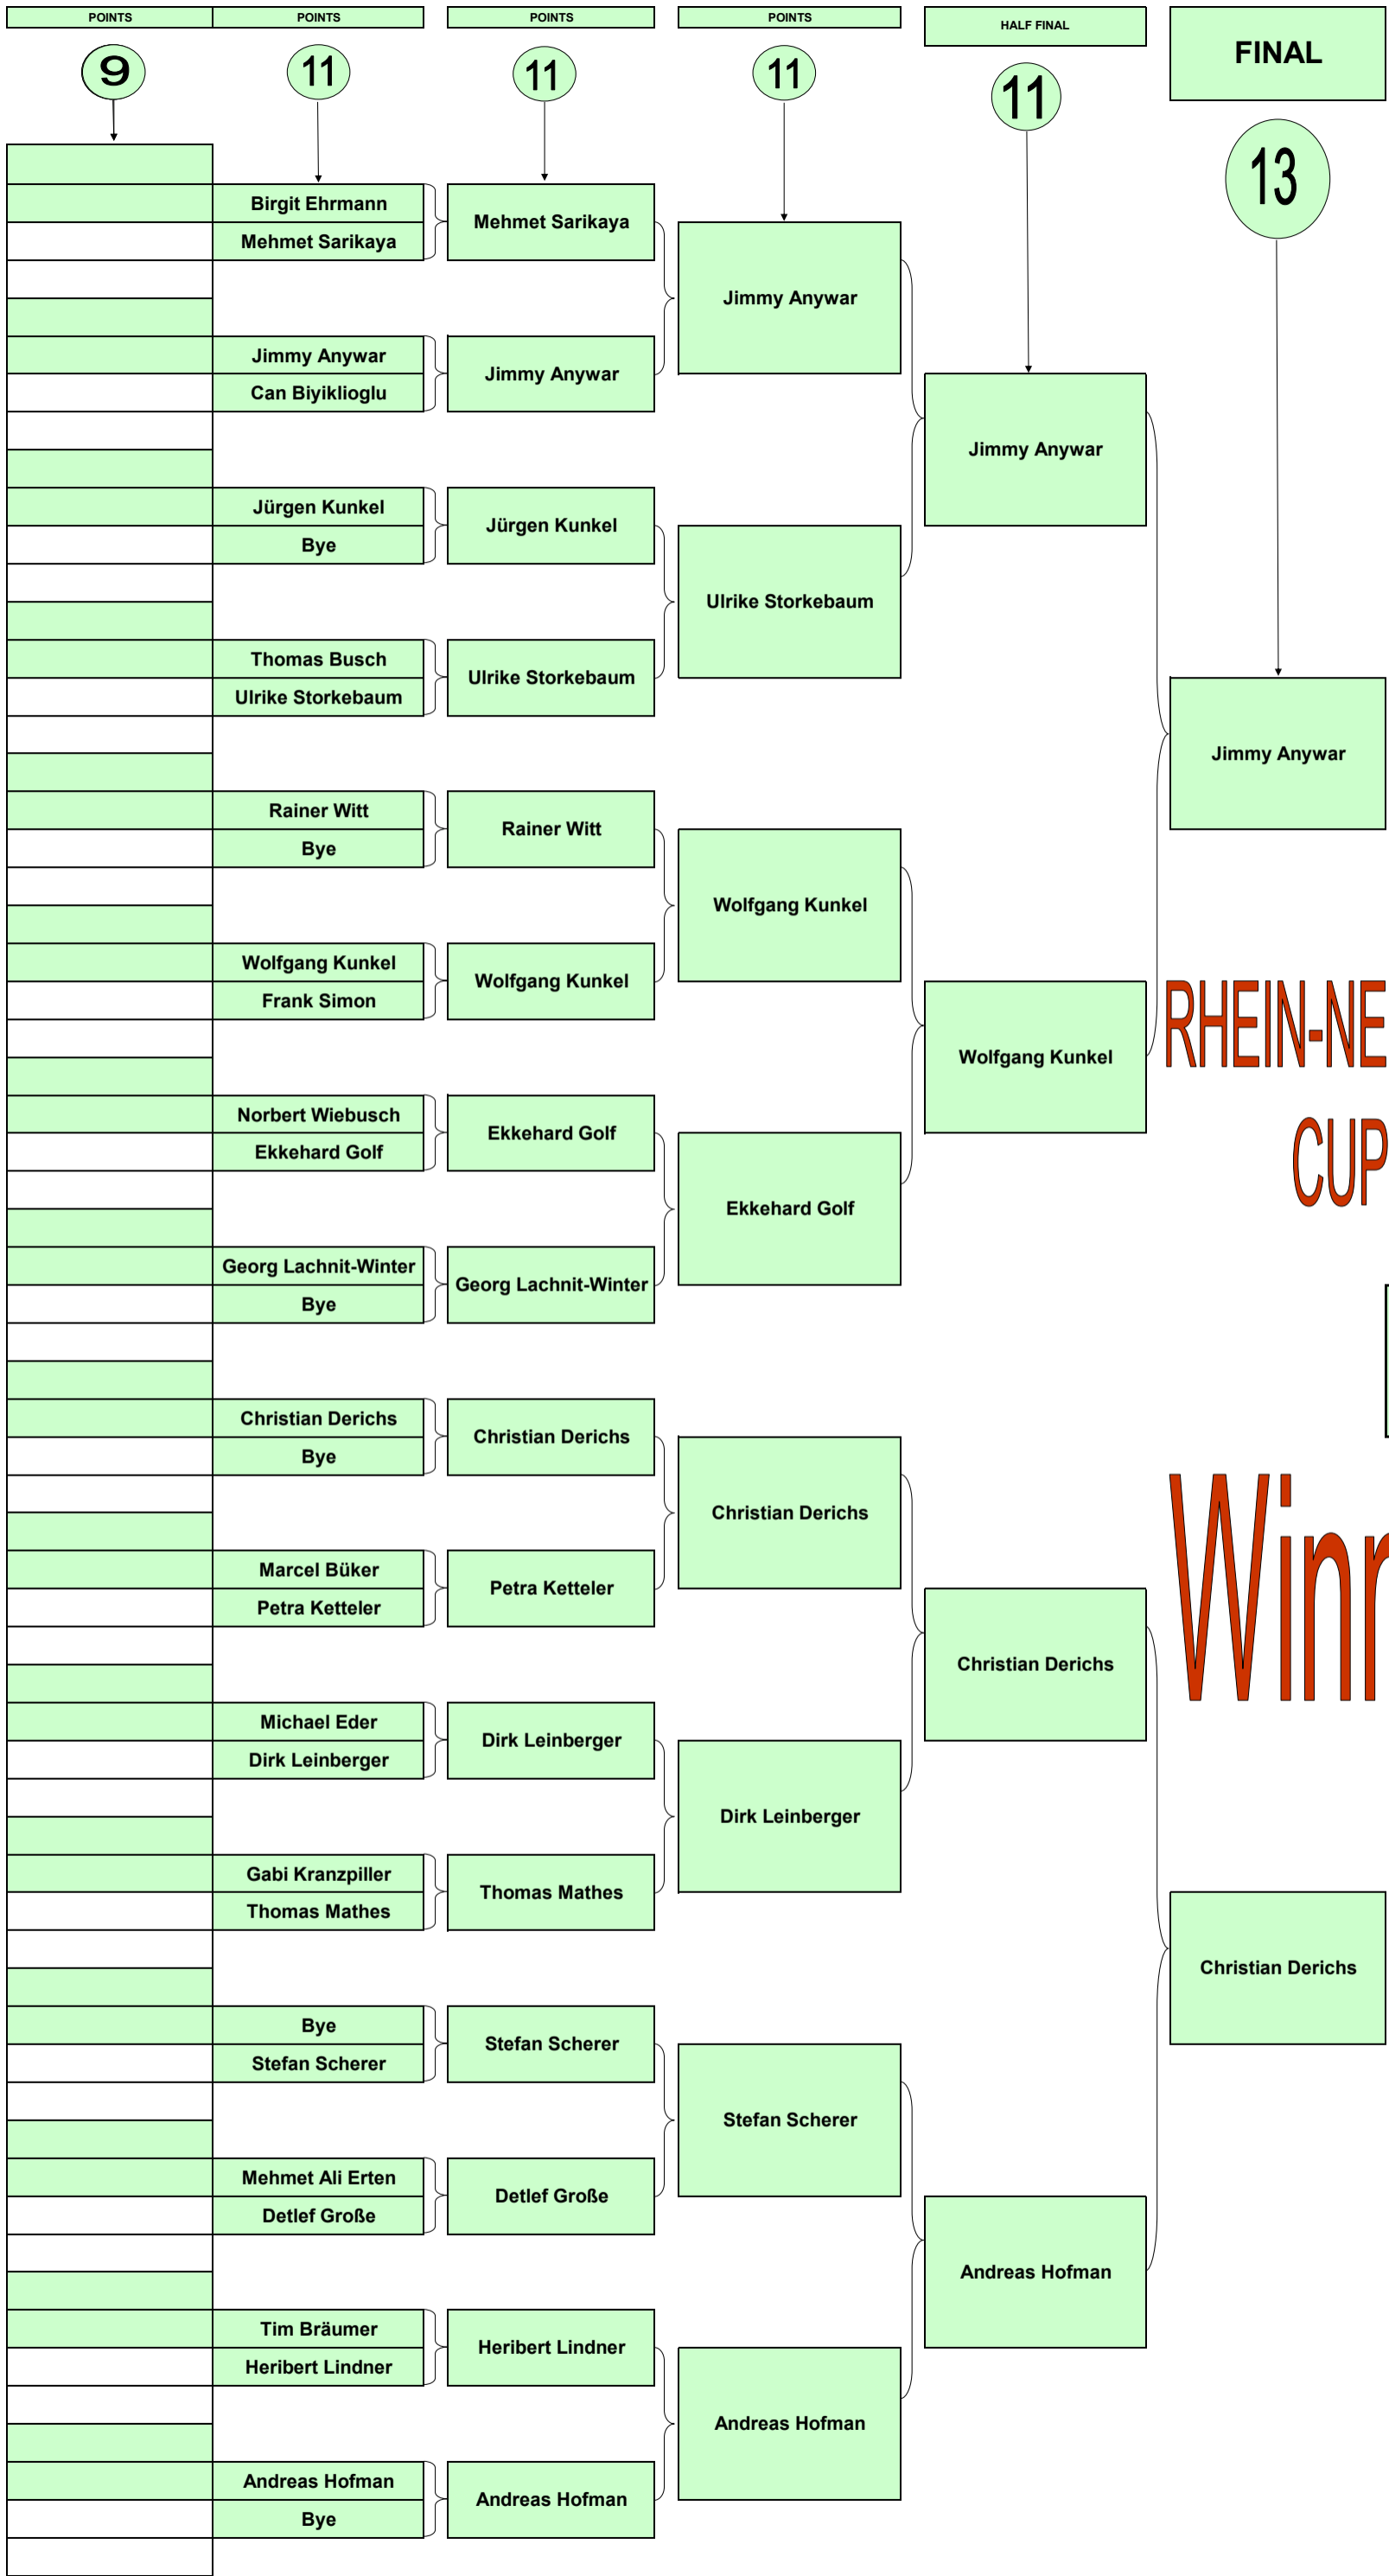 POINTS POINTS POINTS POINTS HALF FINAL FINAL
9 11 11 11 11 13
Birgit Ehrmann
Mehmet Sarikaya
Mehmet Sarikaya
Jimmy Anywar
Jimmy Anywar
Can Biyiklioglu
Jimmy Anywar
Jimmy Anywar
Jürgen Kunkel
Bye
Jürgen Kunkel
Ulrike Storkebaum
Thomas Busch
Ulrike Storkebaum
Ulrike Storkebaum
Jimmy Anywar
Rainer Witt
Bye
Rainer Witt
Wolfgang Kunkel
Wolfgang Kunkel
Frank Simon
Wolfgang Kunkel
Wolfgang Kunkel
RHEIN-NE
CUP
Norbert Wiebusch
Ekkehard Golf
Ekkehard Golf
Ekkehard Golf
Georg Lachnit-Winter
Bye
Georg Lachnit-Winter
Christian Derichs
Bye
Christian Derichs
Christian Derichs
Marcel Büker
Petra Ketteler
Petra Ketteler
Christian Derichs
Michael Eder
Dirk Leinberger
Dirk Leinberger
Dirk Leinberger
Gabi Kranzpiller
Thomas Mathes
Thomas Mathes
Christian Derichs
Bye
Stefan Scherer
Stefan Scherer
Stefan Scherer
Mehmet Ali Erten
Detlef Große
Detlef Große
Andreas Hofman
Tim Bräumer
Heribert Lindner
Heribert Lindner
Andreas Hofman
Andreas Hofman
Bye
Andreas Hofman